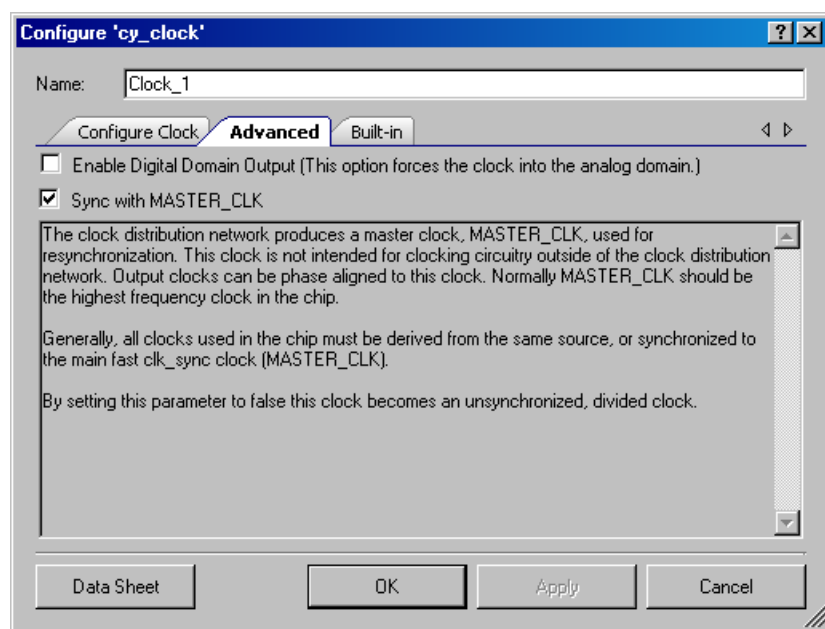 Configure 'cy_clock'
Name: Clock_1
Configure Clock Advanced Built-in
Enable Digital Domain Output (This option forces the clock into the analog domain.)
Sync with MASTER_CLK
The clock distribution network produces a master clock, MASTER_CLK, used for
resynchronization. This clock is not intended for clocking circuitry outside of the clock distribution
network. Output clocks can be phase aligned to this clock. Normally MASTER_CLK should be
the highest frequency clock in the chip.
Generally, all clocks used in the chip must be derived from the same source, or synchronized to
the main fast clk_sync clock (MASTER_CLK).
By setting this parameter to false this clock becomes an unsynchronized, divided clock.
Data Sheet OK Apply Cancel